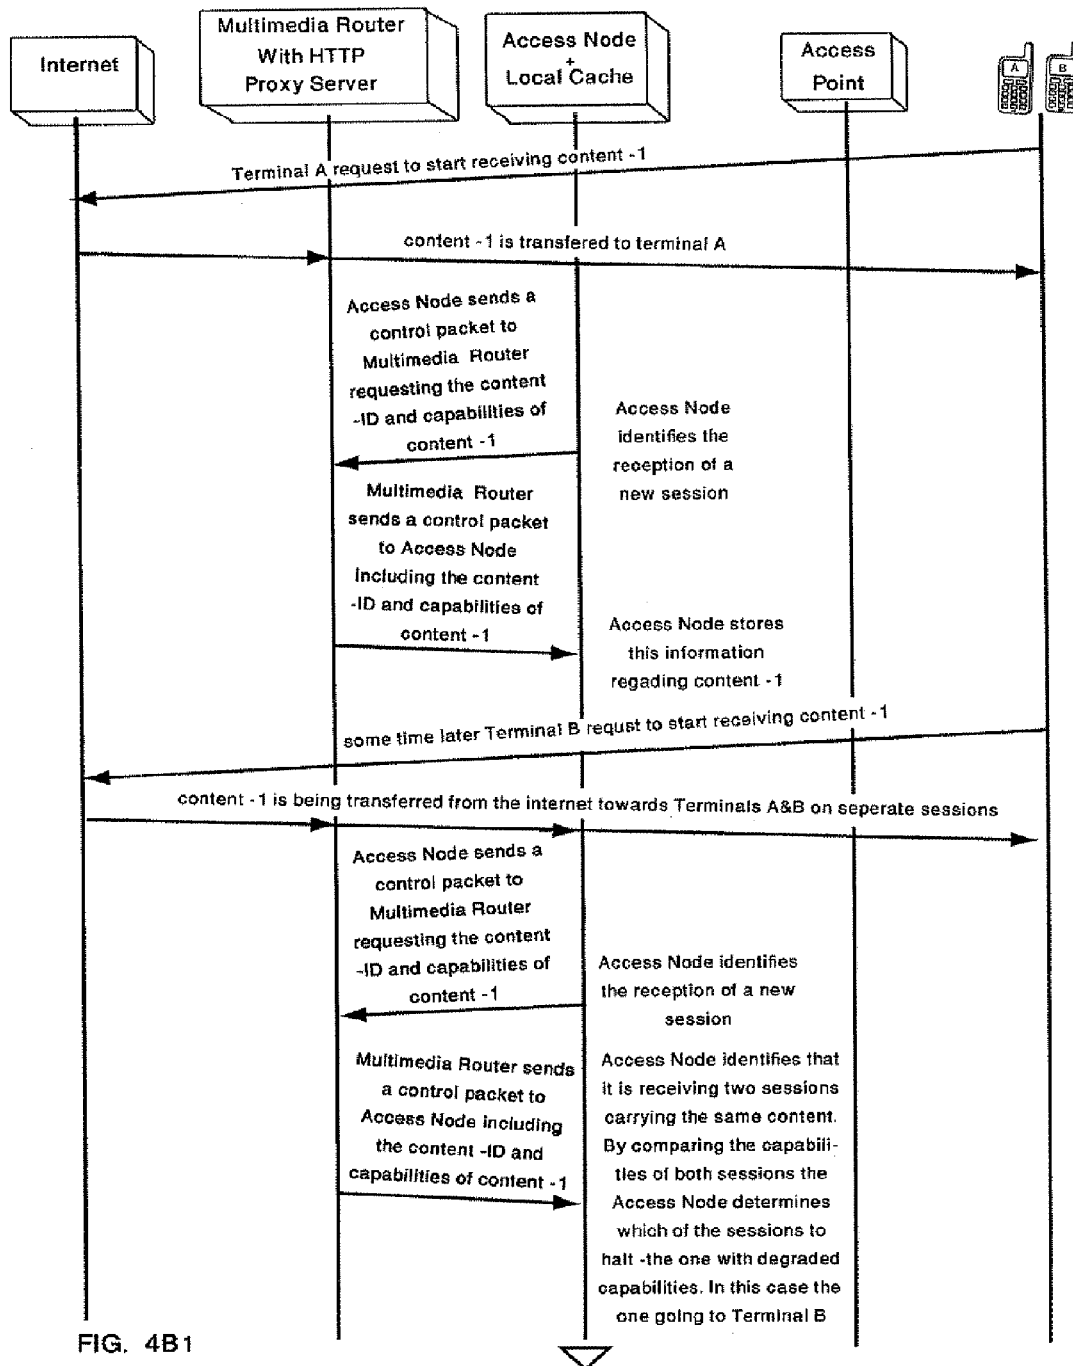 Internet
Multimedia Router
With HTTP
Proxy Server
Access Node
+
Local Cache
Access
Point
A
B
Terminal A request to start receiving content -1
content -1 is transfered to terminal A
Access Node sends a
control packet to
Multimedia Router
requesting the content
-ID and capabilities of
content -1
Access Node
identifies the
reception of a
new session
Multimedia Router
sends a control packet
to Access Node
including the content
-ID and capabilities of
content -1
Access Node stores
this information
regading content -1
some time later Terminal B requst to start receiving content -1
content -1 is being transferred from the internet towards Terminals A&B on seperate sessions
Access Node sends a
control packet to
Multimedia Router
requesting the content
-ID and capabilities of
content -1
Access Node identifies
the reception of a new
session
Multimedia Router sends
a control packet to
Access Node including
the content -ID and
capabilities of content -1
Access Node identifies that
it is receiving two sessions
carrying the same content.
By comparing the capabili-
ties of both sessions the
Access Node determines
which of the sessions to
halt -the one with degraded
capabilities. In this case the
one going to Terminal B
FIG. 4B1